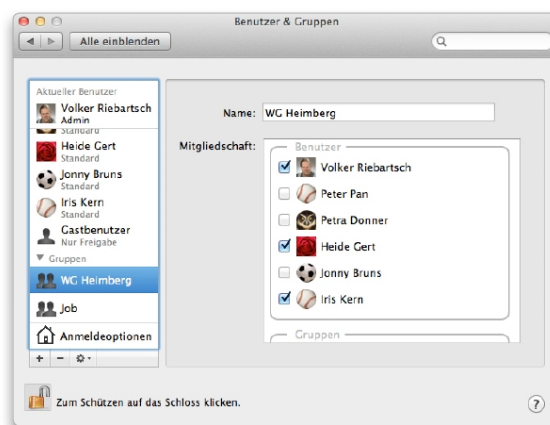 Benutzer & Gruppen
Alle einblenden
Aktueller Benutzer
Volker Riebartsch
Admin
Standard
Heide Gert
Standard
Jonny Bruns
Standard
Iris Kern
Standard
Gastbenutzer
Nur Freigabe
Gruppen
WG Heimberg
Job
Anmeldeoptionen
Name: WG Heimberg
Mitgliedschaft:
Benutzer
Volker Riebartsch
Peter Pan
Petra Donner
Heide Gert
Jonny Bruns
Iris Kern
Gruppen
Zum Schützen auf das Schloss klicken.
?